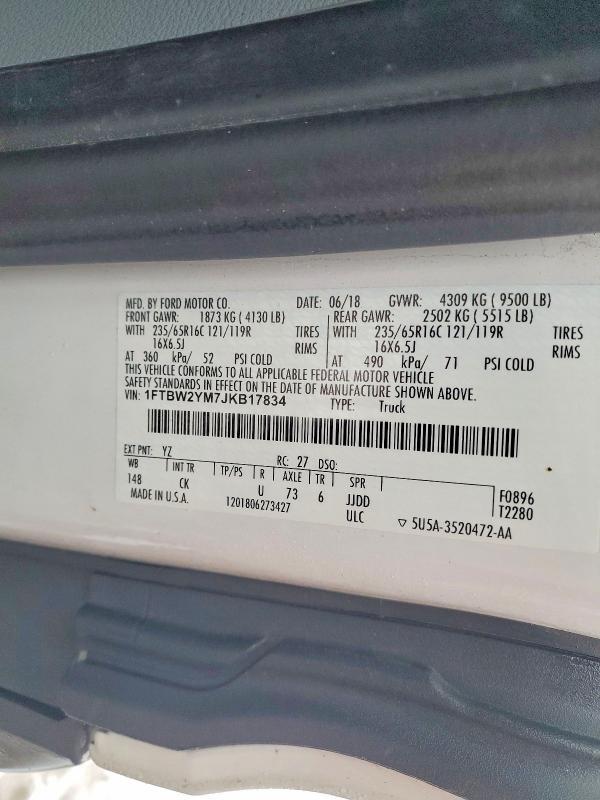 MFD. BY FORD MOTOR CO. DATE: 06/18 GVWR: 4309 KG ( 9500 LB)
FRONT GAWR: 1873 KG ( 4130 LB) REAR GAWR: 2502 KG ( 5515 LB)
WITH 235/65R16C 121/119R TIRES WITH 235/65R16C 121/119R TIRES
16X6.5J RIMS 16X6.5J RIMS
AT 360 kPa/ 52 PSI COLD AT 490 kPa/ 71 PSI COLD
THIS VEHICLE CONFORMS TO ALL APPLICABLE FEDERAL MOTOR VEHICLE
SAFETY STANDARDS IN EFFECT ON THE DATE OF MANUFACTURE SHOWN ABOVE.
VIN: 1FTBW2YM7JKB17834 TYPE: Truck
EXT PNT: YZ RC: 27 DSO:
WB INT TR TP/PS R AXLE TR SPR
148 CK U 73 6 JJDD F0896
MADE IN U.S.A. 1201806273427 ULC T2280
▽ 5U5A-3520472-AA